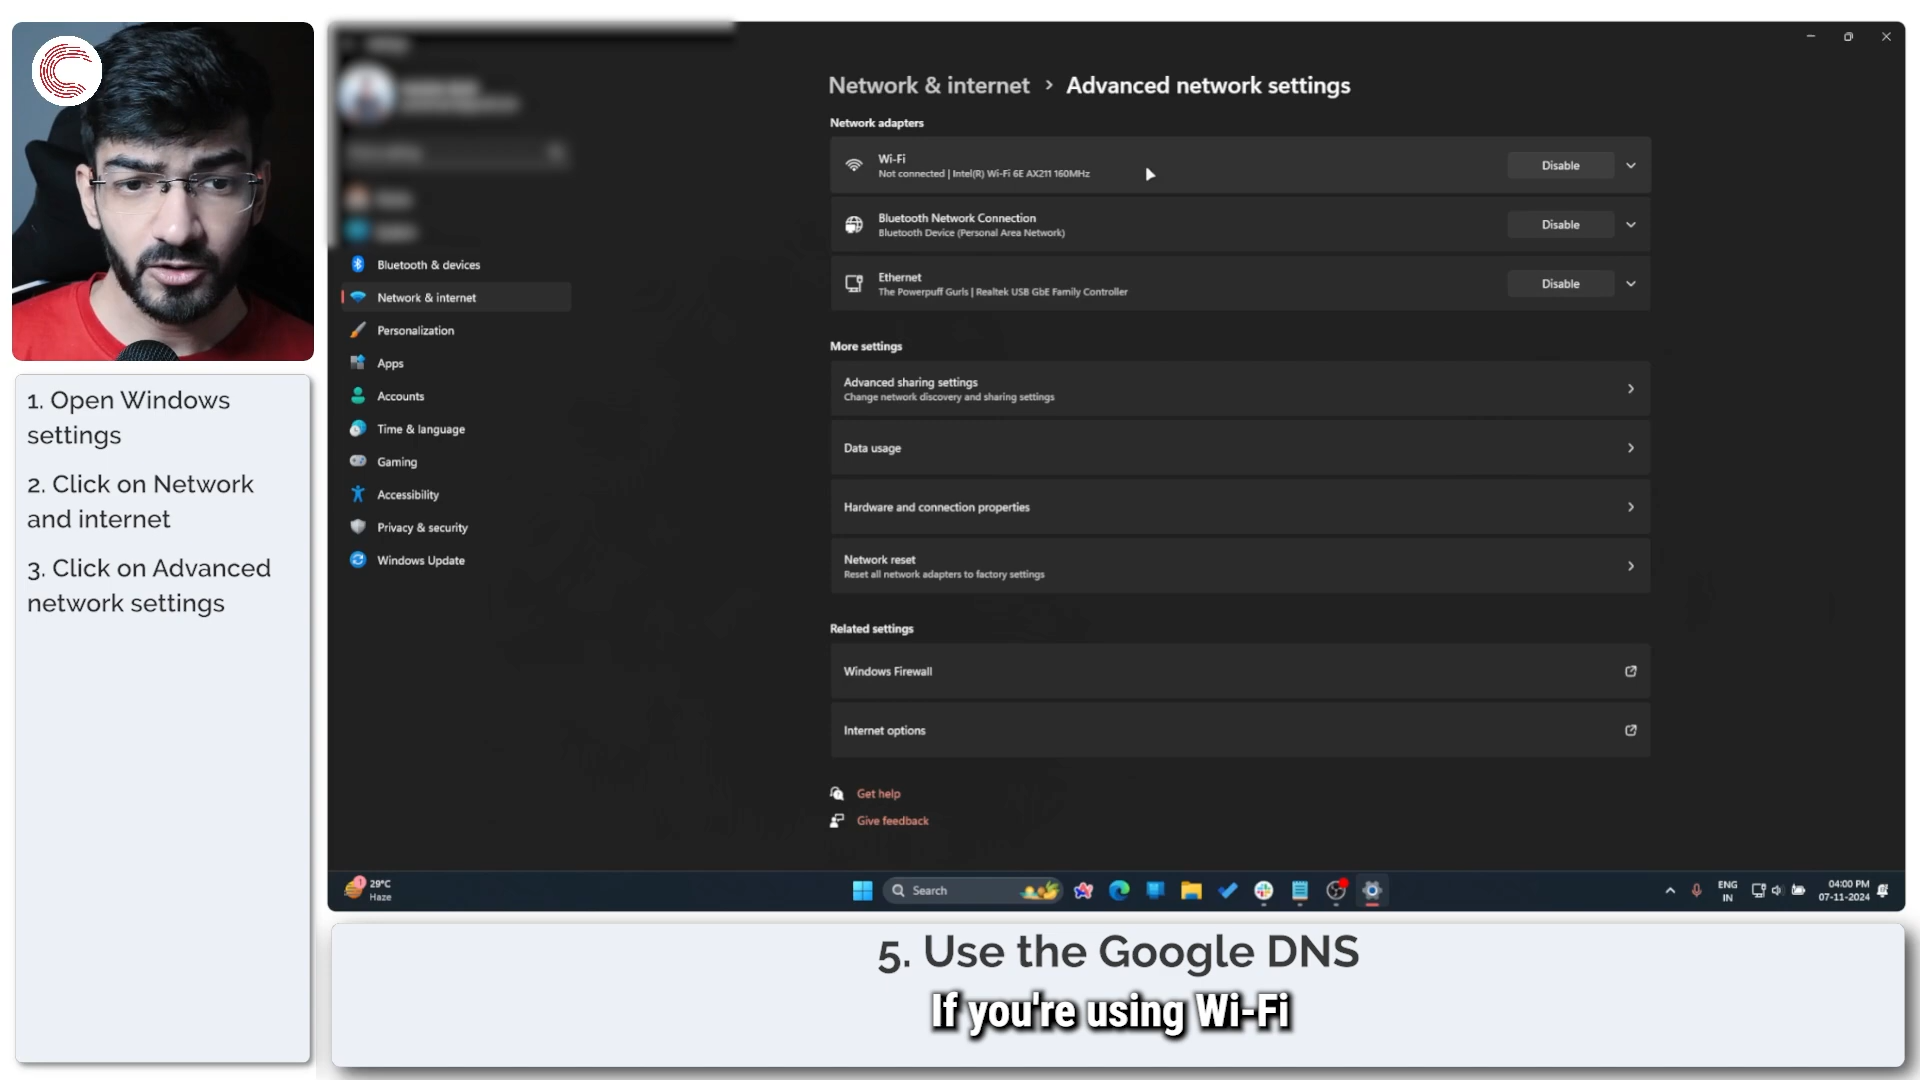 1. Open Windows
settings
2. Click on Network
and internet
3. Click on Advanced
network settings
Bluetooth & devices
Network & internet
Personalization
Apps
Accounts
Time & language
Gaming
Accessibility
Privacy & security
Windows Update
Network & internet › Advanced network settings
Network adapters
Wi-Fi
Not connected | Intel(R) Wi-Fi 6E AX211 160MHz
Disable
Bluetooth Network Connection
Bluetooth Device (Personal Area Network)
Disable
Ethernet
The Powerpuff Gurls | Realtek USB GbE Family Controller
Disable
More settings
Advanced sharing settings
Change network discovery and sharing settings
Data usage
Hardware and connection properties
Network reset
Reset all network adapters to factory settings
Related settings
Windows Firewall
Internet options
Get help
Give feedback
1
29°C
Haze
Search
ENG
IN
04:00 PM
07-11-2024
5. Use the Google DNS
If you're using Wi-Fi